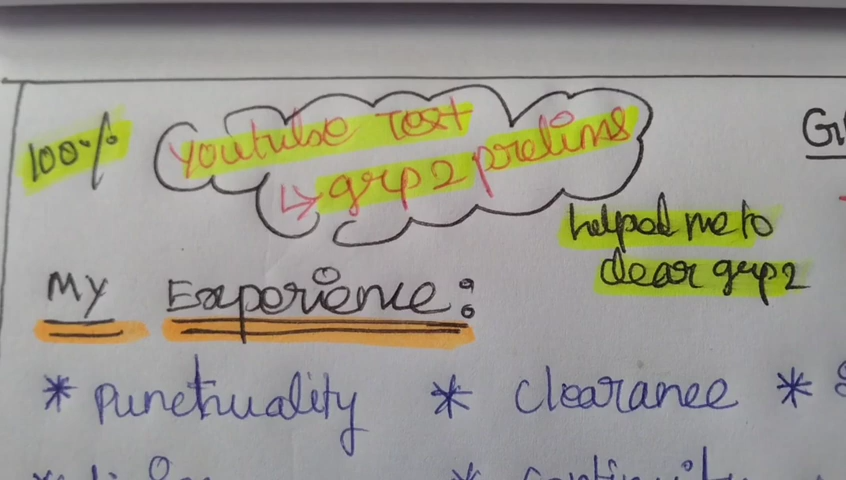 100%
Youtube Test
↳ grp 2 prelims
helped me to
clear grp 2
My Experience:
* punctuality * clearance *